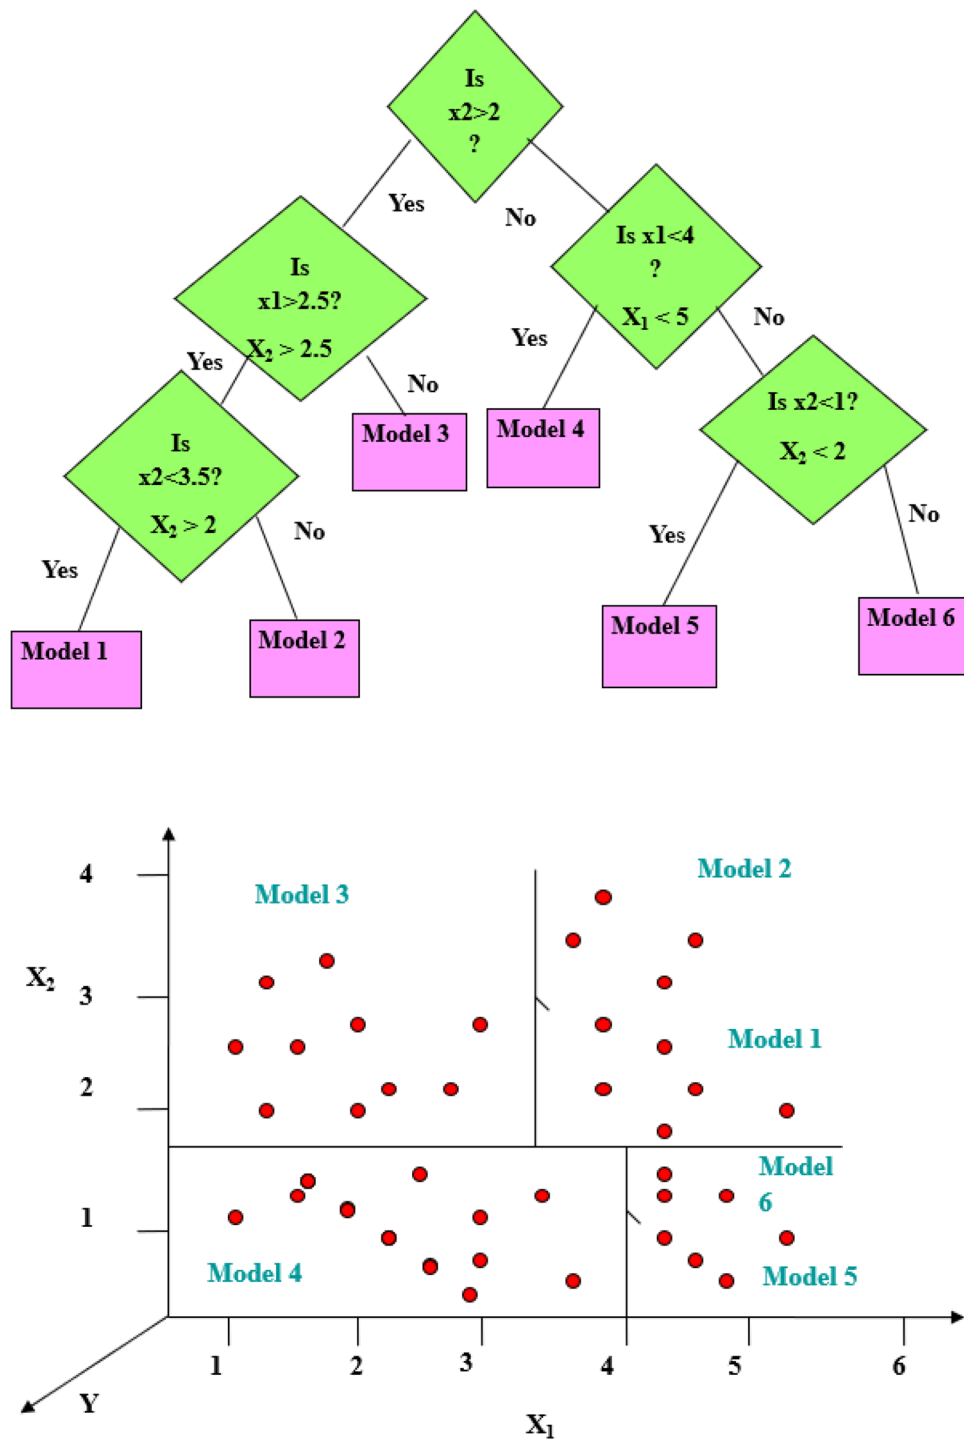 Is
x2>2
?
Yes
No
Is
x1>2.5?
X₂ > 2.5
Is x1<4
?
X₁ < 5
Yes
No
Yes
No
Is
x2<3.5?
X₂ > 2
Model 3
Model 4
Is x2<1?
X₂ < 2
Yes
No
Yes
No
Model 1
Model 2
Model 5
Model 6
4
Model 3
Model 2
X₂
3
Model 1
2
Model
6
1
Model 4
Model 5
1
2
3
4
5
6
Y
X₁